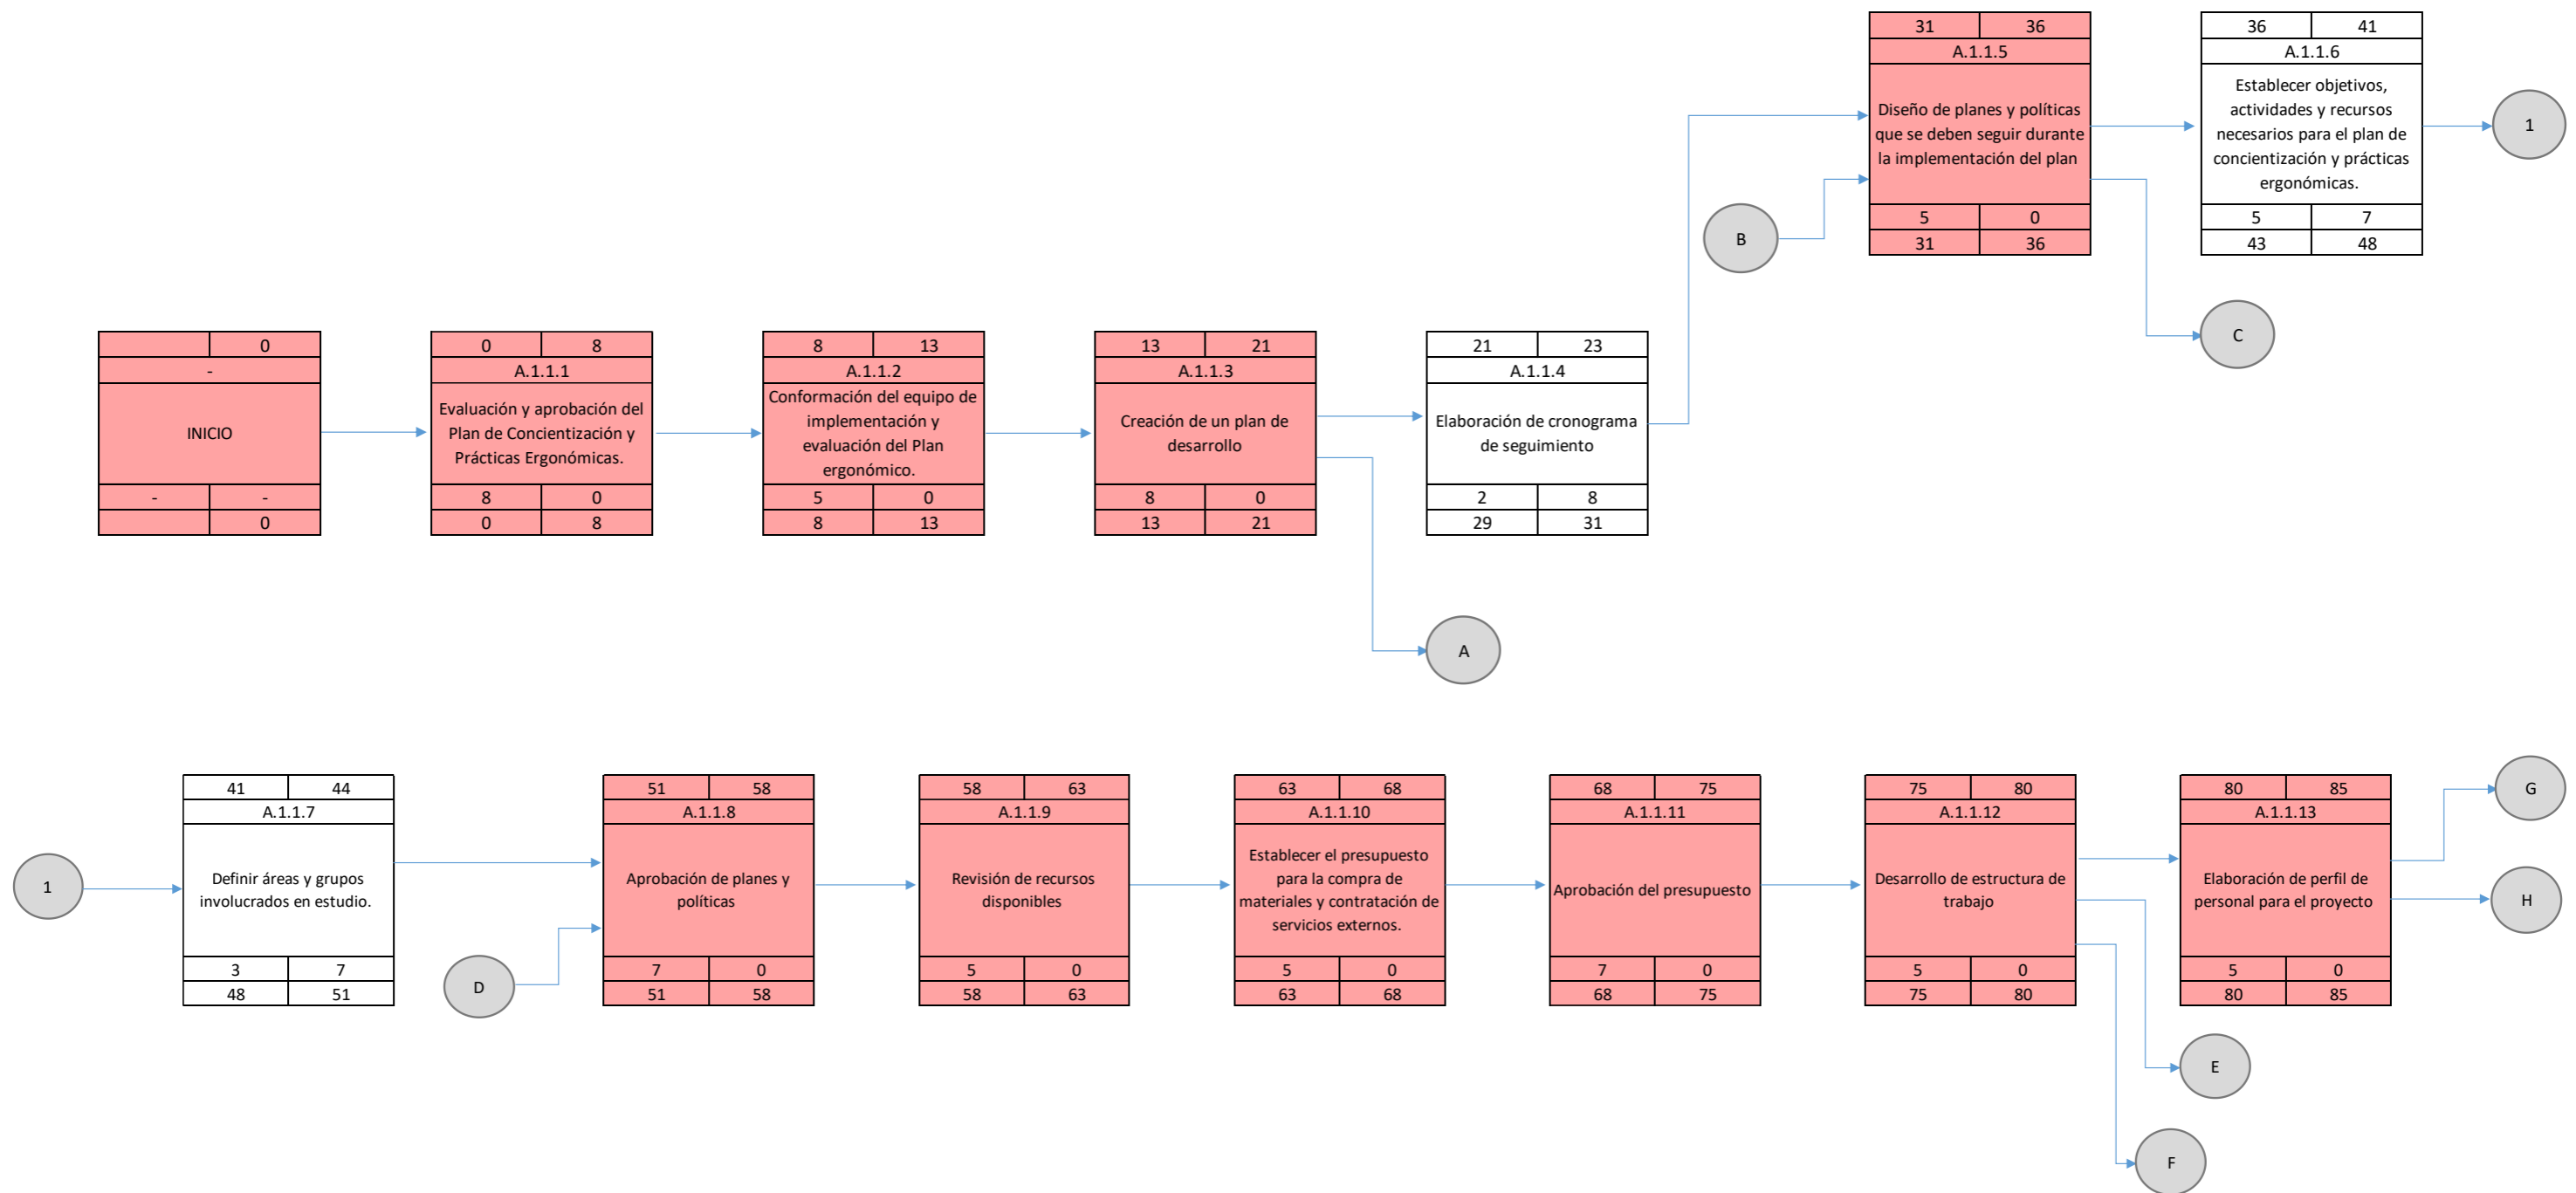 31 36
A.1.1.5
Diseño de planes y políticas
que se deben seguir durante
la implementación del plan
5 0
31 36
36 41
A.1.1.6
Establecer objetivos,
actividades y recursos
necesarios para el plan de
concientización y prácticas
ergonómicas.
5 7
43 48
1
B
C
0
-
INICIO
- -
0
0 8
A.1.1.1
Evaluación y aprobación del
Plan de Concientización y
Prácticas Ergonómicas.
8 0
0 8
8 13
A.1.1.2
Conformación del equipo de
implementación y
evaluación del Plan
ergonómico.
5 0
8 13
13 21
A.1.1.3
Creación de un plan de
desarrollo
8 0
13 21
21 23
A.1.1.4
Elaboración de cronograma
de seguimiento
2 8
29 31
A
1
41 44
A.1.1.7
Definir áreas y grupos
involucrados en estudio.
3 7
48 51
D
51 58
A.1.1.8
Aprobación de planes y
políticas
7 0
51 58
58 63
A.1.1.9
Revisión de recursos
disponibles
5 0
58 63
63 68
A.1.1.10
Establecer el presupuesto
para la compra de
materiales y contratación de
servicios externos.
5 0
63 68
68 75
A.1.1.11
Aprobación del presupuesto
7 0
68 75
75 80
A.1.1.12
Desarrollo de estructura de
trabajo
5 0
75 80
80 85
A.1.1.13
Elaboración de perfil de
personal para el proyecto
5 0
80 85
G
H
E
F